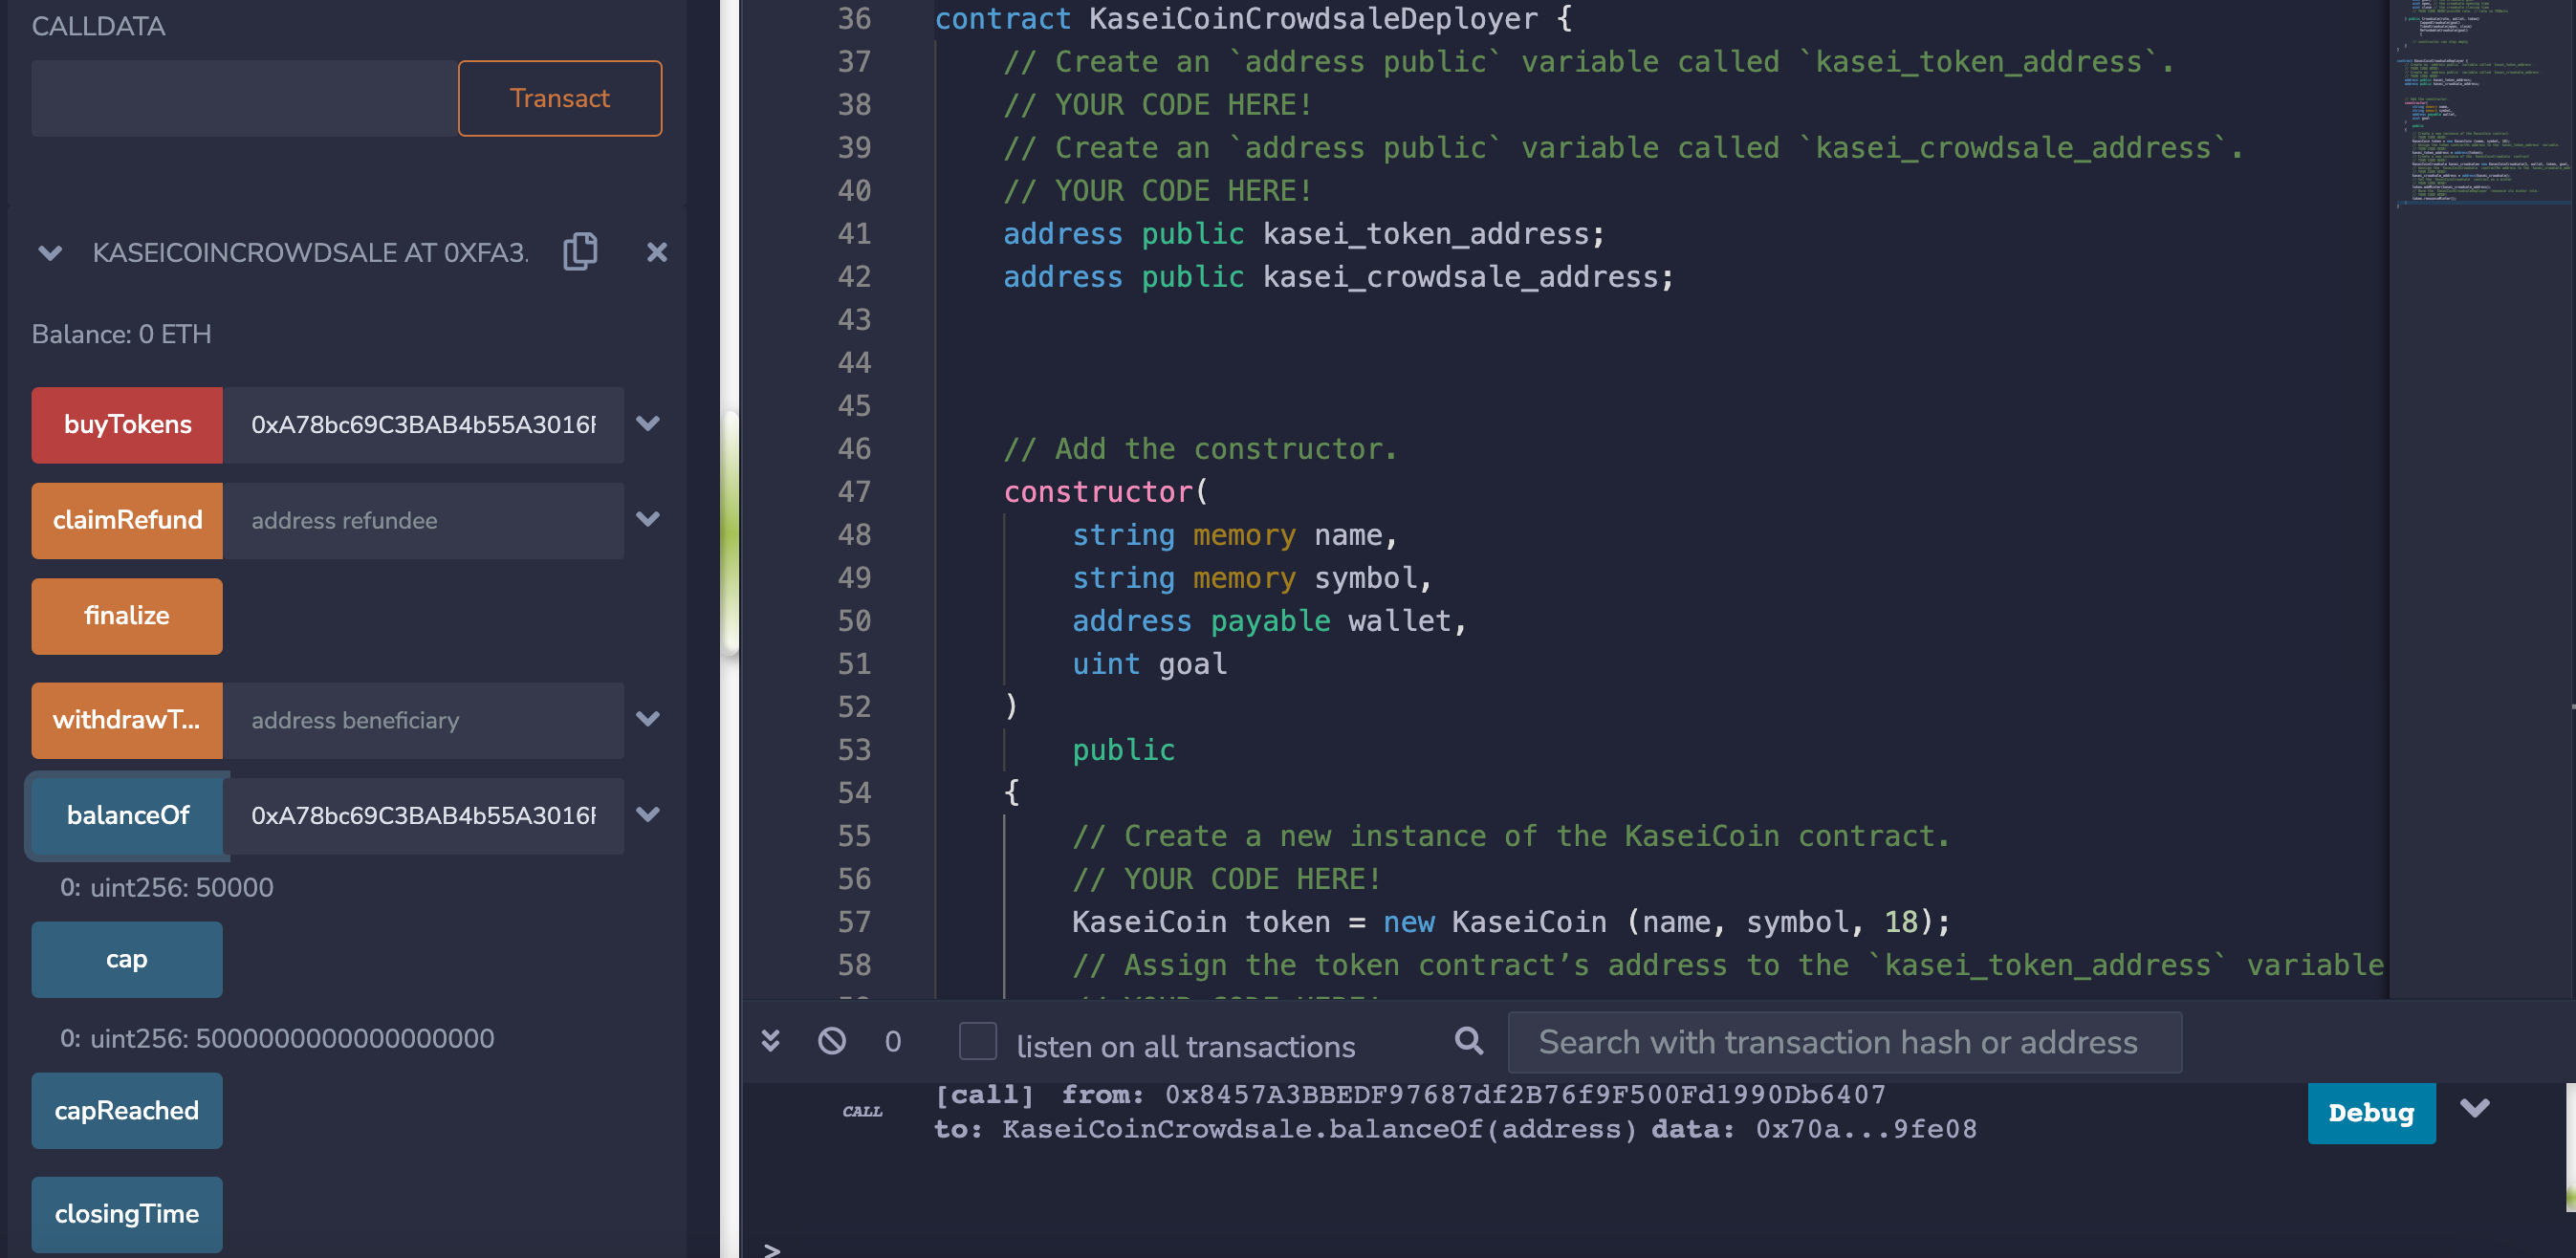 CALLDATA
Transact
KASEICOINCROWDSALE AT 0XFA3.
Balance: 0 ETH
buyTokens 0xA78bc69C3BAB4b55A3016F
claimRefund address refundee
finalize
withdrawT... address beneficiary
balanceOf 0xA78bc69C3BAB4b55A3016F
0: uint256: 50000
cap
0: uint256: 5000000000000000000
capReached
closingTime
36 contract KaseiCoinCrowdsaleDeployer {
37 // Create an `address public` variable called `kasei_token_address`.
38 // YOUR CODE HERE!
39 // Create an `address public` variable called `kasei_crowdsale_address`.
40 // YOUR CODE HERE!
41 address public kasei_token_address;
42 address public kasei_crowdsale_address;
43
44
45
46 // Add the constructor.
47 constructor(
48 string memory name,
49 string memory symbol,
50 address payable wallet,
51 uint goal
52 )
53 public
54 {
55 // Create a new instance of the KaseiCoin contract.
56 // YOUR CODE HERE!
57 KaseiCoin token = new KaseiCoin (name, symbol, 18);
58 // Assign the token contract’s address to the `kasei_token_address` variable
0 listen on all transactions Search with transaction hash or address
CALL [call] from: 0x8457A3BBEDF97687df2B76f9F500Fd1990Db6407
to: KaseiCoinCrowdsale.balanceOf(address) data: 0x70a...9fe08
Debug
>